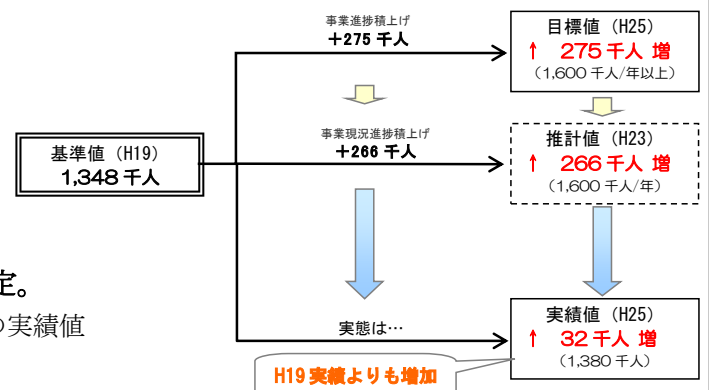 事業進捗積上げ
+275 千人
目標値（H25）
↑ 275 千人 増
（1,600 千人/年以上）
基準値（H19）
1,348 千人
事業現況進捗積上げ
+266 千人
推計値（H23）
↑ 266 千人 増
（1,600 千人/年）
定。
の実績値
実態は…
実績値（H25）
↑ 32 千人 増
（1,380 千人）
H19 実績よりも増加